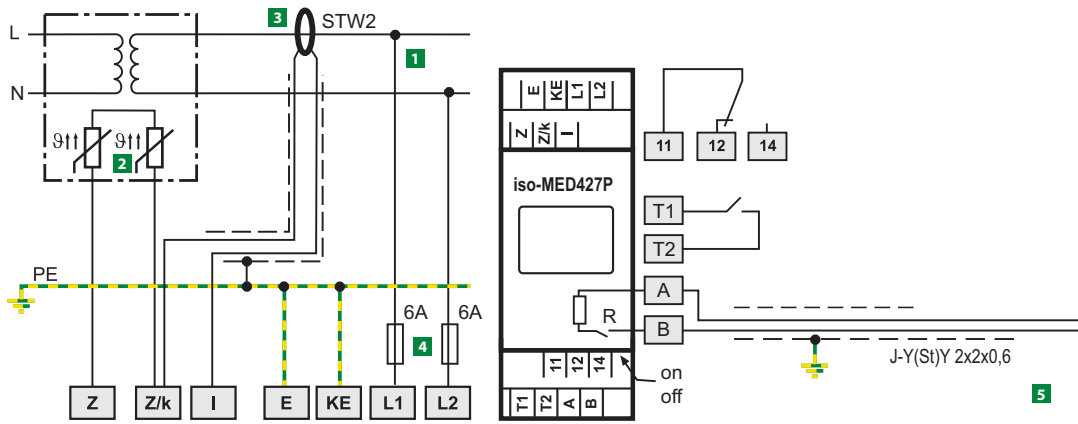 L
3
STW2
1
N
ϑ↑↑
ϑ↑↑
2
PE
6A
6A
4
Z
Z/k
I
E
KE
L1
L2
E
KE
L1
L2
Z
Z/k
I
iso-MED427P
R
11
12
14
on
off
T1
T2
A
B
11
12
14
T1
T2
A
B
J-Y(St)Y 2x2x0,6
5